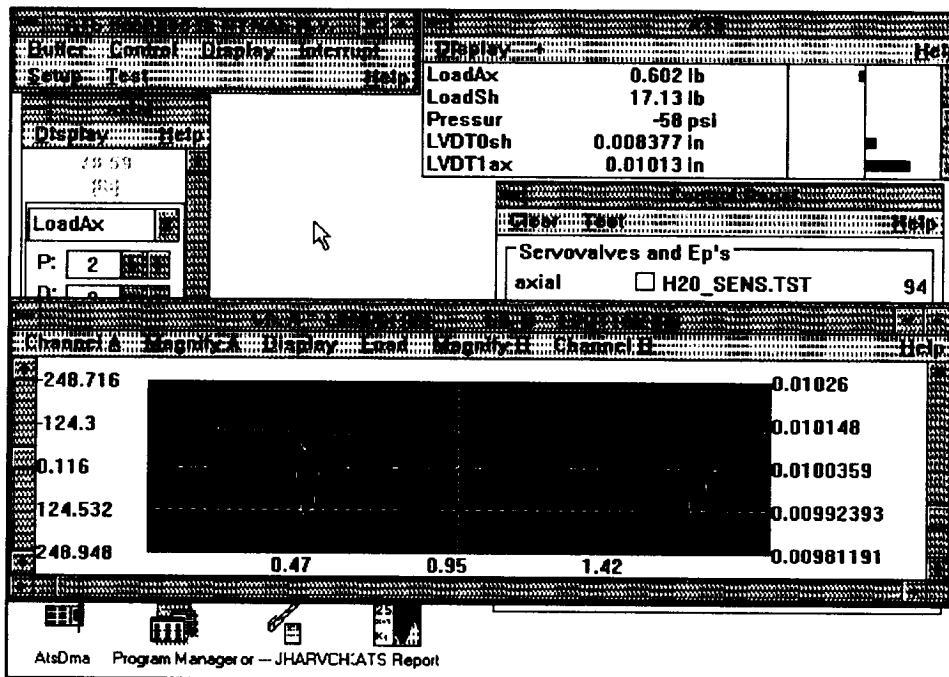 Buffer Control Display Interrupt
Setup Test Help
Display + - Help
LoadAx 0.602 lb
LoadSh 17.13 lb
Pressur -58 psi
LVDT0sh 0.008377 in
LVDT1ax 0.01013 in
Display Help
LoadAx
P: 2
Clear Test Help
Servovalves and Ep's
axial H20_SENS.TST 94
Channel A Magnify A Display Load Magnify B Channel B Help
-248.716 0.01026
-124.3 0.010148
0.116 0.0100359
124.532 0.00992393
248.948 0.00981191
0.47 0.95 1.42
AtsDma Program Manager or – JHARVCH: ATS Report